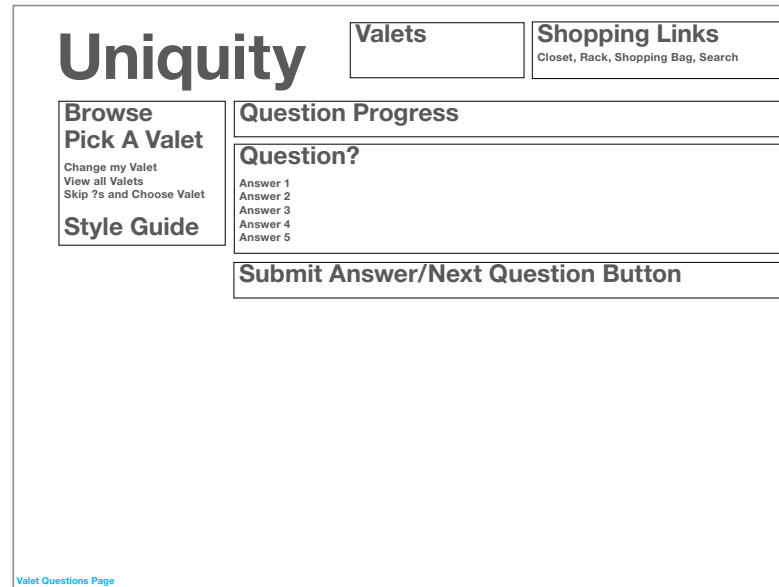 Uniquity
Valets
Shopping Links
Closet, Rack, Shopping Bag, Search
Browse
Pick A Valet
Change my Valet
View all Valets
Skip ?s and Choose Valet
Style Guide
Question Progress
Question?
Answer 1
Answer 2
Answer 3
Answer 4
Answer 5
Submit Answer/Next Question Button
Valet Questions Page